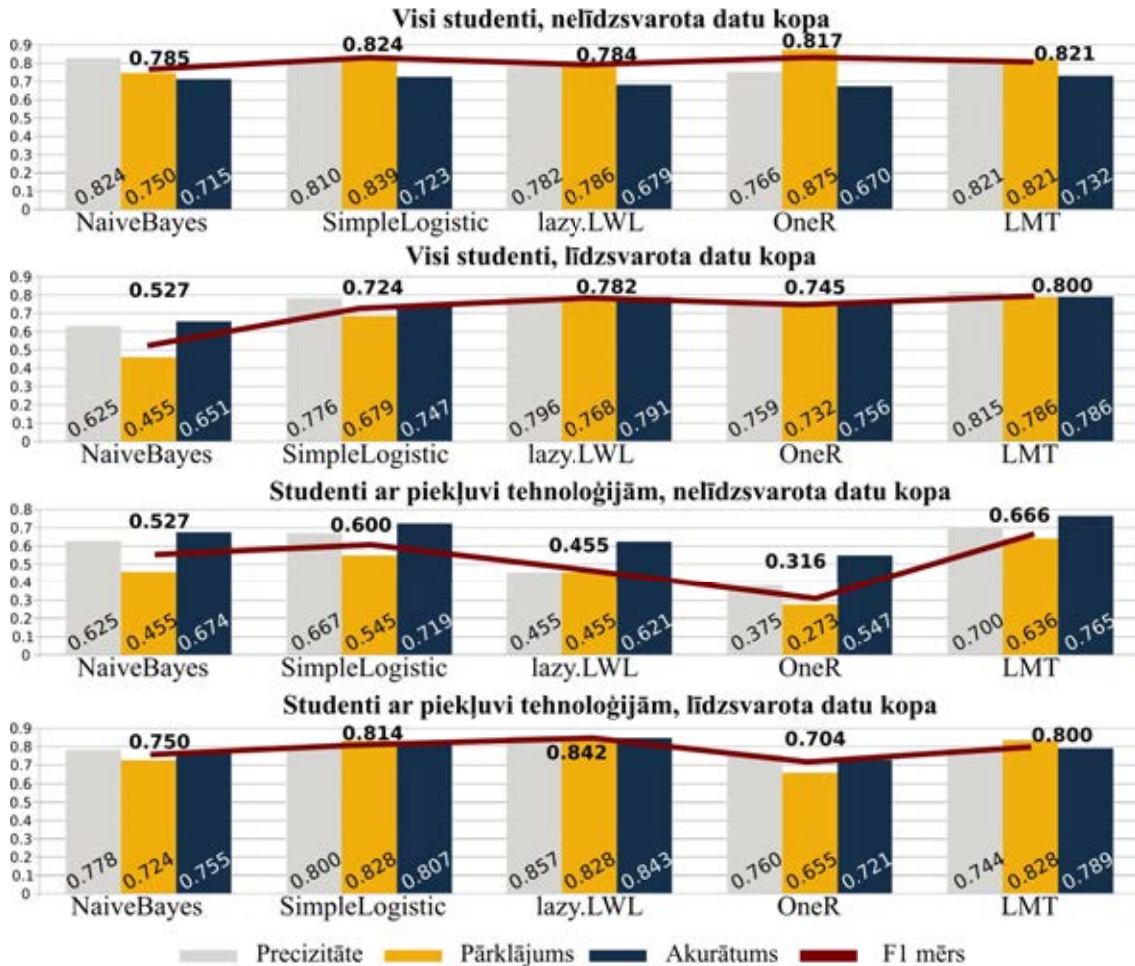 Visi studenti, nelīdzsvarota datu kopa
0.9
0.8
0.7
0.6
0.5
0.4
0.3
0.2
0.1
0
0.785 0.824 0.784 0.817 0.821
0.824 0.750 0.715 0.810 0.839 0.723 0.782 0.786 0.679 0.766 0.875 0.670 0.821 0.821 0.732
NaiveBayes SimpleLogistic lazy.LWL OneR LMT
Visi studenti, līdzsvarota datu kopa
0.9
0.8
0.7
0.6
0.5
0.4
0.3
0.2
0.1
0
0.527 0.724 0.782 0.745 0.800
0.625 0.455 0.651 0.776 0.679 0.747 0.796 0.768 0.791 0.759 0.732 0.756 0.815 0.786 0.786
NaiveBayes SimpleLogistic lazy.LWL OneR LMT
Studenti ar piekļuvi tehnoloģijām, nelīdzsvarota datu kopa
0.8
0.7
0.6
0.5
0.4
0.3
0.2
0.1
0
0.527 0.600 0.455 0.316 0.666
0.625 0.455 0.674 0.667 0.545 0.719 0.455 0.455 0.621 0.375 0.273 0.547 0.700 0.636 0.765
NaiveBayes SimpleLogistic lazy.LWL OneR LMT
Studenti ar piekļuvi tehnoloģijām, līdzsvarota datu kopa
0.9
0.8
0.7
0.6
0.5
0.4
0.3
0.2
0.1
0
0.750 0.814 0.842 0.704 0.800
0.778 0.724 0.755 0.800 0.828 0.807 0.857 0.828 0.843 0.760 0.655 0.721 0.744 0.828 0.789
NaiveBayes SimpleLogistic lazy.LWL OneR LMT
Precizitāte Pārklājums Akurātums F1 mērs